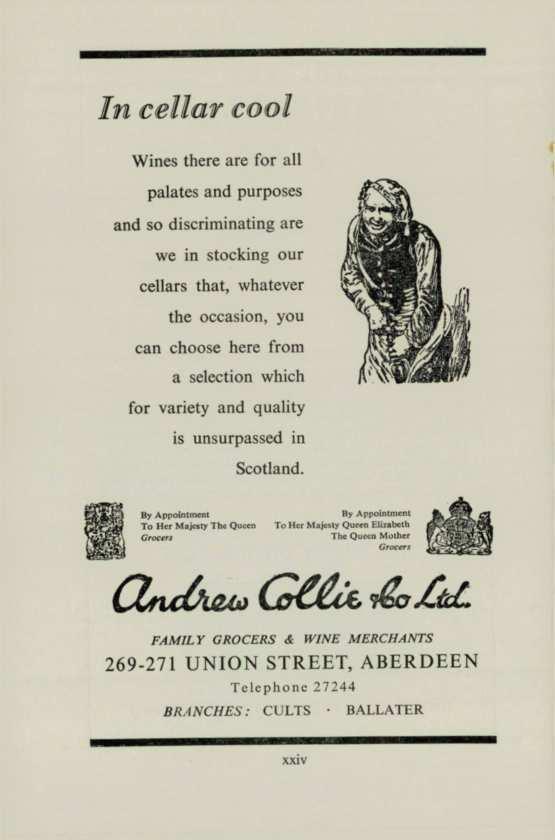 In cellar cool
Wines there are for all
palates and purposes
and so discriminating are
we in stocking our
cellars that, whatever
the occasion, you
can choose here from
a selection which
for variety and quality
is unsurpassed in
Scotland.
By Appointment
To Her Majesty The Queen
Grocers
By Appointment
To Her Majesty Queen Elizabeth
The Queen Mother
Grocers
Andrew Collie & Co Ltd.
FAMILY GROCERS & WINE MERCHANTS
269-271 UNION STREET, ABERDEEN
Telephone 27244
BRANCHES: CULTS · BALLATER
xxiv